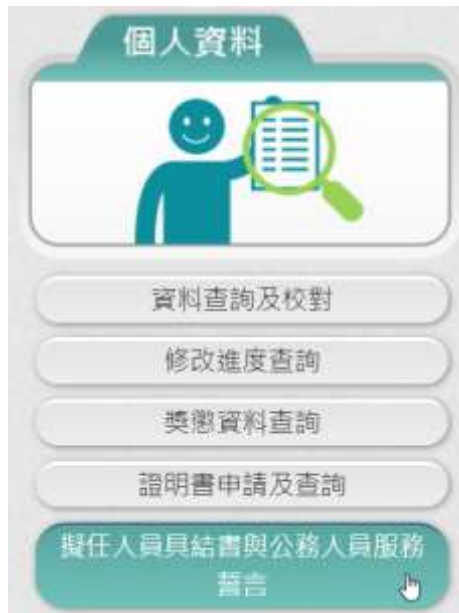 個人資料
資料查詢及校對
修改進度查詢
獎懲資料查詢
證明書申請及查詢
擬任人員具結書與公務人員服務
誓言